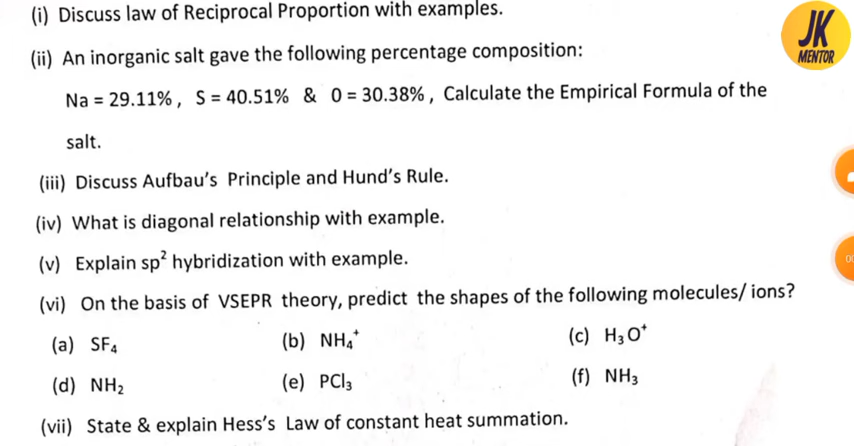 (i) Discuss law of Reciprocal Proportion with examples.
JK
MENTOR
(ii) An inorganic salt gave the following percentage composition:
Na = 29.11%, S = 40.51% & 0 = 30.38%, Calculate the Empirical Formula of the
salt.
(iii) Discuss Aufbau's Principle and Hund's Rule.
(iv) What is diagonal relationship with example.
(v) Explain sp² hybridization with example.
(vi) On the basis of VSEPR theory, predict the shapes of the following molecules/ ions?
(a) SF₄ (b) NH₄⁺ (c) H₃O⁺
(d) NH₂ (e) PCl₃ (f) NH₃
(vii) State & explain Hess's Law of constant heat summation.